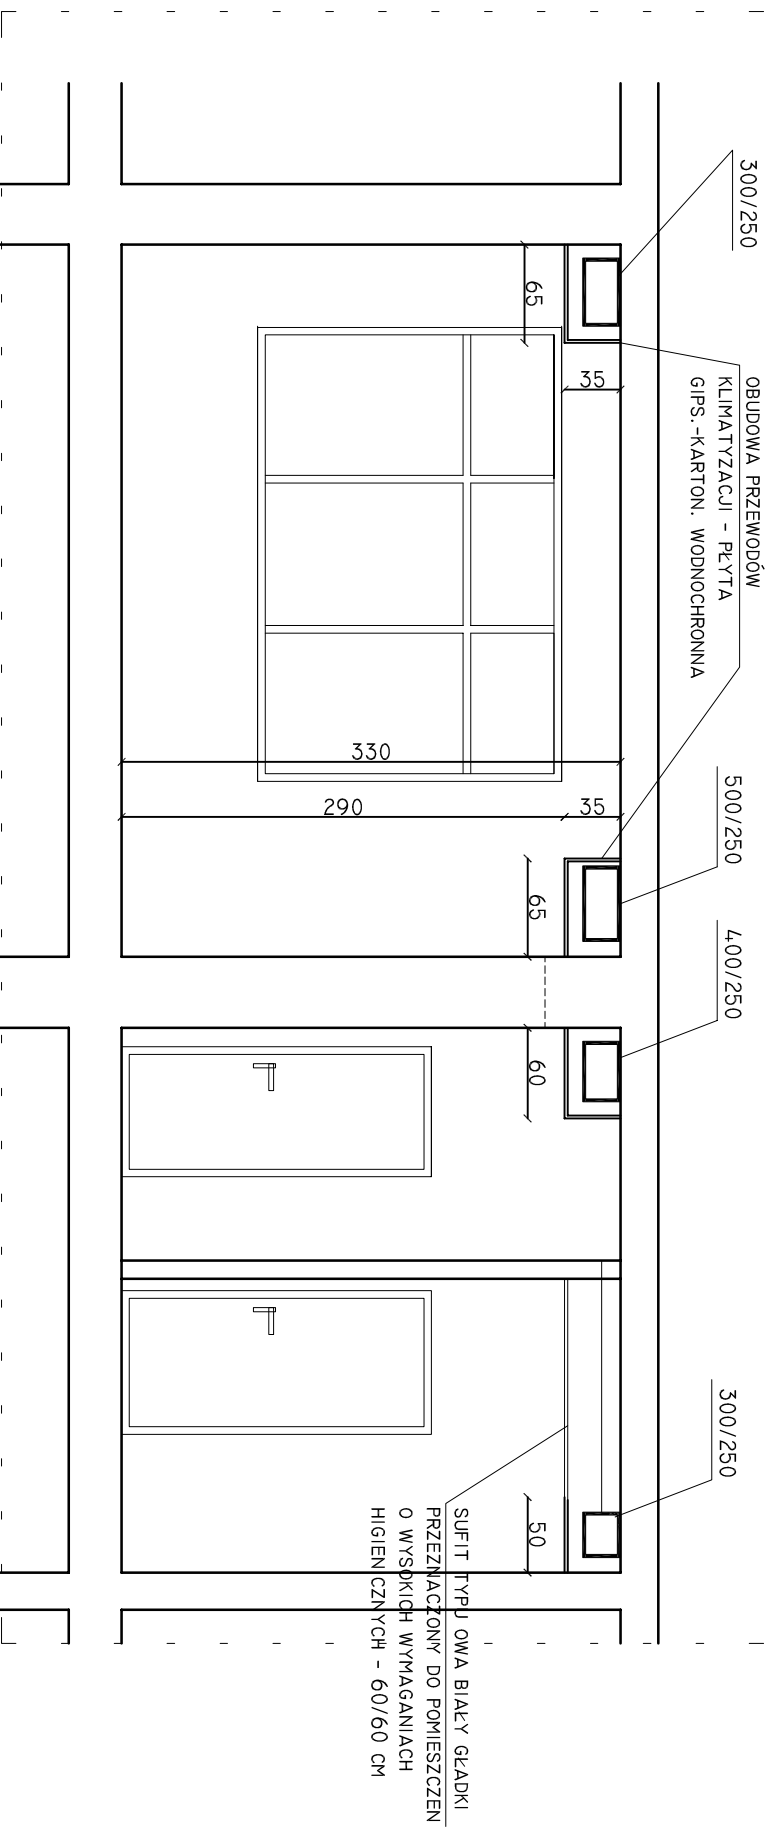 300/250
OBUDOWA PRZEWODÓW
KLIMATYZACJI - PŁYTA
GIPS.-KARTON. WODNOCHRONNA
500/250
400/250
300/250
65
35
330
290
35
65
60
50
SUFIT TYPU OWA BIAŁY GŁADKI
PRZEZNACZONY DO POMIESZCZEN
O WYSOKICH WYMAGANIACH
HIGIENICZNYCH - 60/60 CM